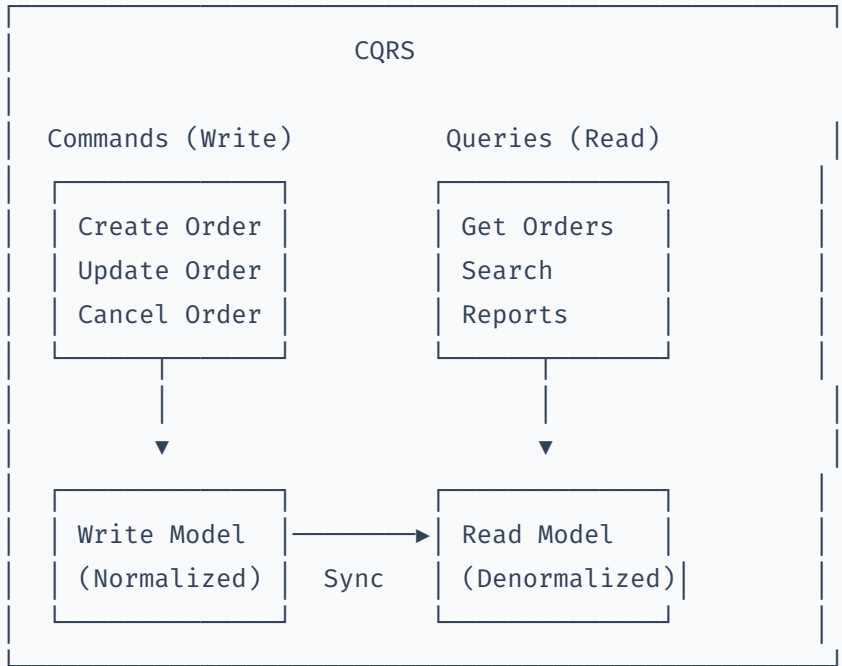 CQRS
Commands (Write) Queries (Read)
Create Order Get Orders
Update Order Search
Cancel Order Reports
Write Model Read Model
(Normalized) Sync (Denormalized)